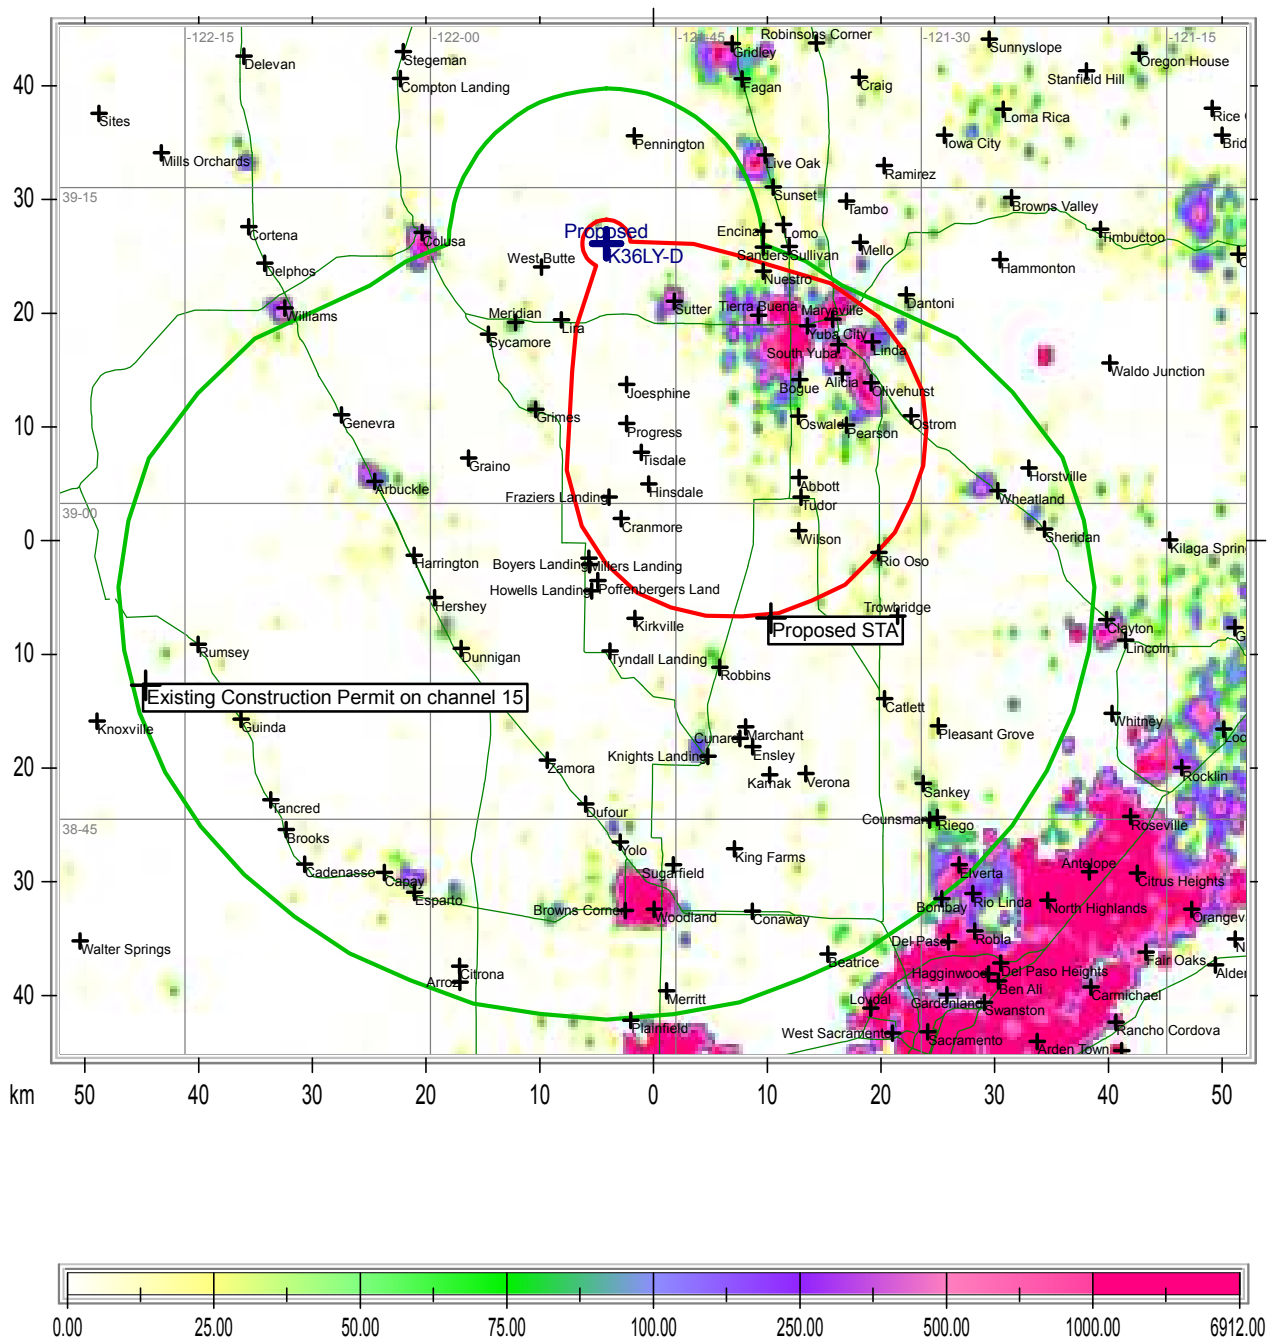 -122-15
-122-00
-122-45
-121-30
-121-15
Robinsons Corner
Sunnyslope
Oregon House
Delevan
Stegeman
Gridley
Stanfield Hill
Compton Landing
Fagan
Craig
40
Sites
Loma Rica
Rice
Mills Orchards
Pennington
Iowa City
Brid
Live Oak
Ramirez
30
39-15
Sunset
Tambo
Browns Valley
Cortena
Colusa
Proposed
K36LY-D
Encina
Lomo
Mello
Timbuctoo
Sanders
Sullivan
Delphos
West Butte
Nuestro
Hammonton
20
Williams
Meridian
Lira
Sutter
Tierra Buena
Marysville
Dantoni
Sycamore
Yuba City
South Yuba
Linda
Waldo Junction
Joesphine
Bogue
Alicia
Olivehurst
10
Genevra
Grimes
Progress
Oswald
Pearson
Ostrom
Graino
Tisdale
Arbuckle
Fraziers Landing
Hinsdale
Abbott
Horstville
39-00
Tudor
Wheatland
Cranmore
0
Wilson
Sheridan
Kilaga Sprin
Harrington
Boyers Landing
Millers Landing
Rio Oso
Howells Landing
Poffenbergers Land
Hershey
Kirkville
Trowbridge
Proposed STA
Clayton
Lincoln
10
Rumsey
Dunnigan
Tyndall Landing
Robbins
Existing Construction Permit on channel 15
Catlett
Knoxville
Guinda
Cunard
Marchant
Pleasant Grove
Whitney
Loo
Knights Landing
Ensley
20
Zamora
Karnak
Verona
Sankey
Rocklin
Tancred
Dufour
38-45
Brooks
Counsman
Riego
Roseville
Yolo
King Farms
Cadenasso
Sugarfield
Elverta
Antelope
Citrus Heights
30
Capay
Esparto
Browns Corner
Woodland
Conaway
Bombay
Rio Linda
North Highlands
Orangev
Walter Springs
Del Paso
Robla
N
Beatrice
Fair Oaks
Citrona
Hagginwood
Del Paso Heights
Alder
Arroz
Ben Ali
40
Merritt
Lovdal
Gardenland
Swanston
Carmichael
Plainfield
West Sacramento
Sacramento
Arden Town
Rancho Cordova
km 50 40 30 20 10 0 10 20 30 40 50
0.00 25.00 50.00 75.00 100.00 250.00 500.00 1000.00 6912.00